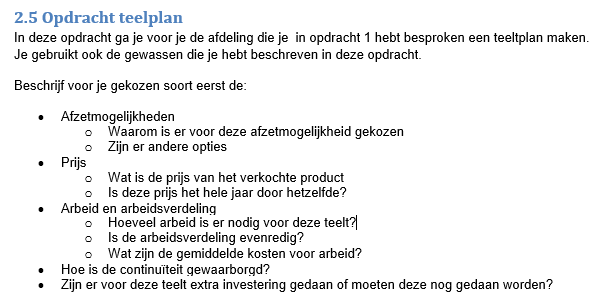 2.5 Opdracht teelplan
In deze opdracht ga je voor je de afdeling die je in opdracht 1 hebt besproken een teeltplan maken.
Je gebruikt ook de gewassen die je hebt beschreven in deze opdracht.
Beschrijf voor je gekozen soort eerst de:
• Afzetmogelijkheden
o Waarom is er voor deze afzetmogelijkheid gekozen
o Zijn er andere opties
• Prijs
o Wat is de prijs van het verkochte product
o Is deze prijs het hele jaar door hetzelfde?
• Arbeid en arbeidsverdeling
o Hoeveel arbeid is er nodig voor deze teelt?
o Is de arbeidsverdeling evenredig?
o Wat zijn de gemiddelde kosten voor arbeid?
• Hoe is de continuïteit gewaarborgd?
• Zijn er voor deze teelt extra investering gedaan of moeten deze nog gedaan worden?